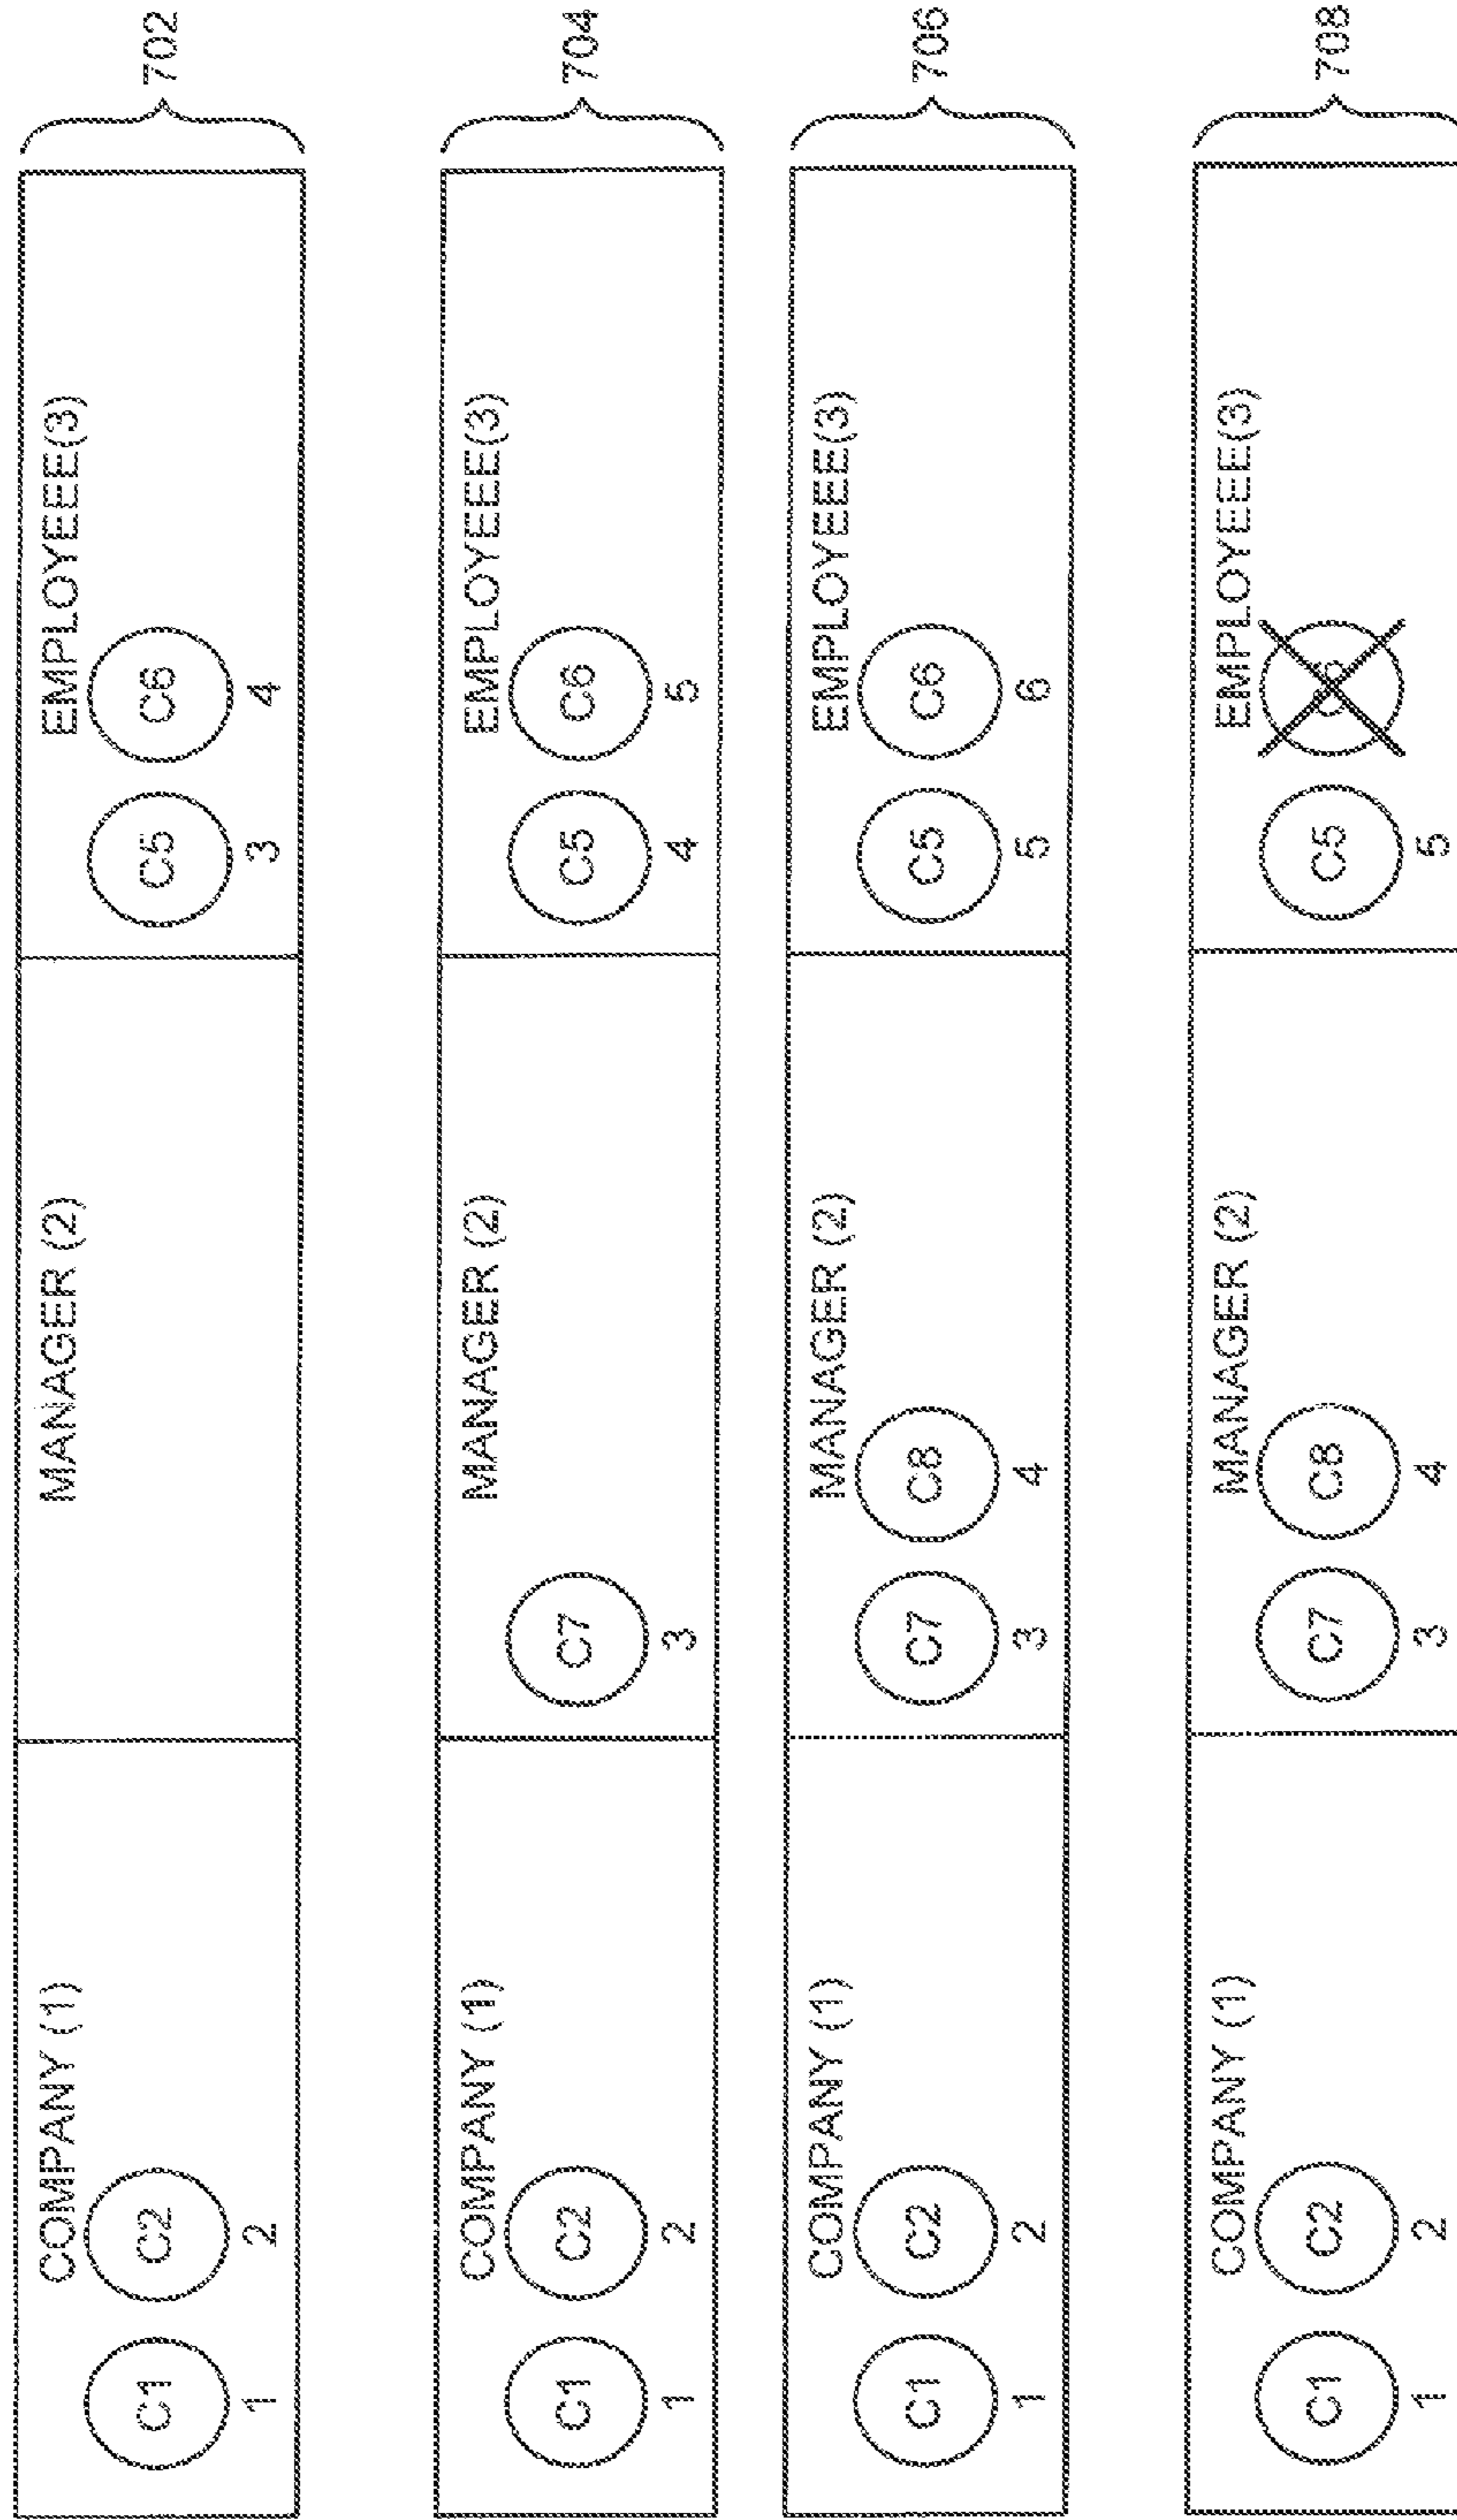 COMPANY (1) MANAGER (2) EMPLOYEEE(3)
C1 C2 C5 C6 702
1 2 3 4
COMPANY (1) MANAGER (2) EMPLOYEEE(3)
C1 C2 C7 C5 C6 704
1 2 3 4 5
COMPANY (1) MANAGER (2) EMPLOYEEE(3)
C1 C2 C7 C8 C5 C6 706
1 2 3 4 5 6
COMPANY (1) MANAGER (2) EMPLOYEEE(3)
C1 C2 C7 C8 C5 C6 708
1 2 3 4 5